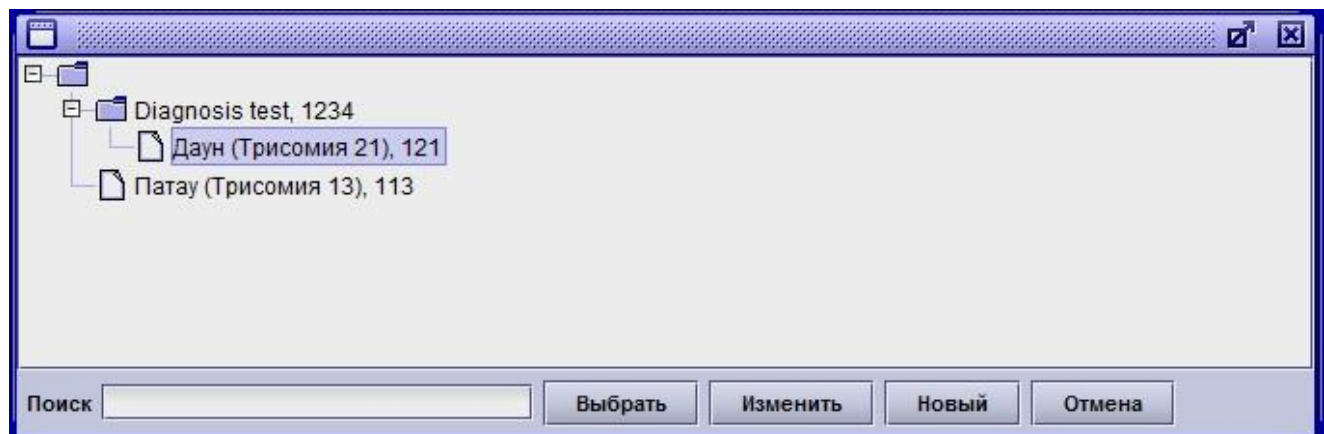 Diagnosis test, 1234
Даун (Трисомия 21), 121
Патау (Трисомия 13), 113
Поиск Выбрать Изменить Новый Отмена